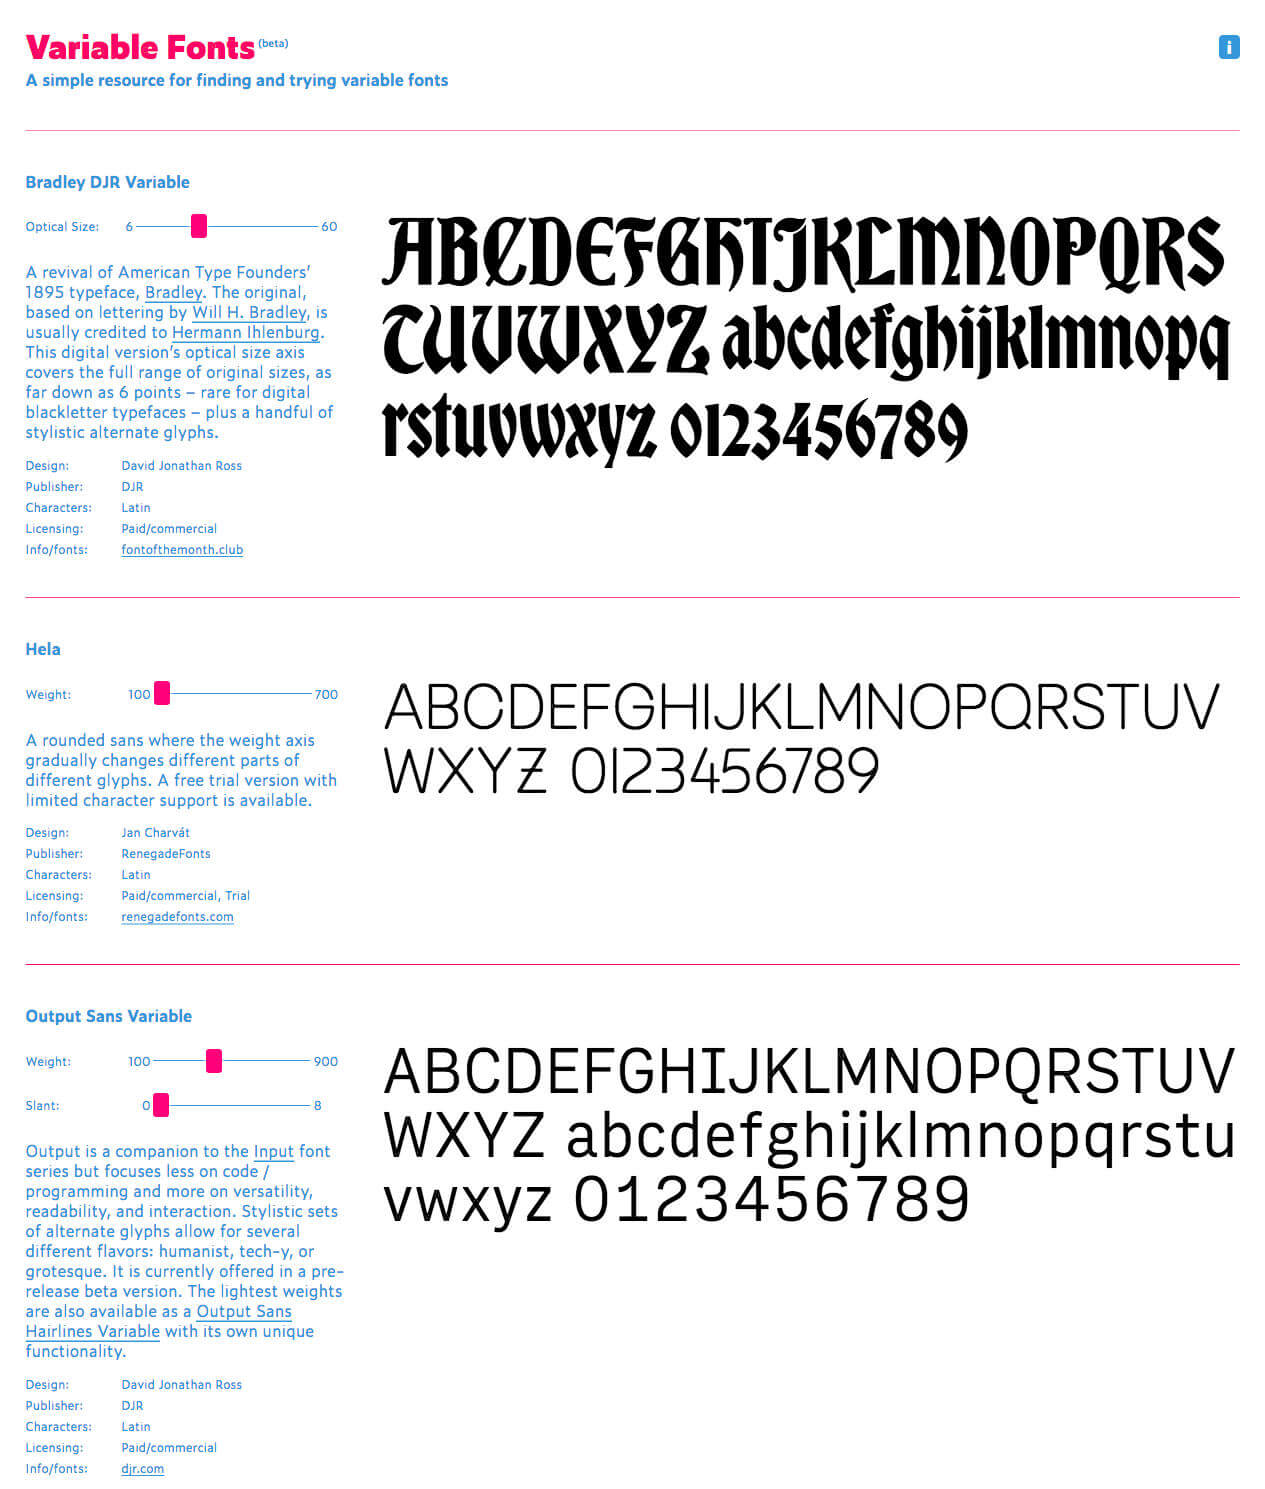 Variable Fonts (beta)
i
A simple resource for finding and trying variable fonts
Bradley DJR Variable
Optical Size: 6 60
A revival of American Type Founders’
1895 typeface, Bradley. The original,
based on lettering by Will H. Bradley, is
usually credited to Hermann Ihlenburg.
This digital version’s optical size axis
covers the full range of original sizes, as
far down as 6 points – rare for digital
blackletter typefaces – plus a handful of
stylistic alternate glyphs.
Design: David Jonathan Ross
Publisher: DJR
Characters: Latin
Licensing: Paid/commercial
Info/fonts: fontofthemonth.club
ABCDEFGHIJKLMNOPQRS
TUVWXYZ abcdefghijklmnopq
rstuvwxyz 0123456789
Hela
Weight: 100 700
A rounded sans where the weight axis
gradually changes different parts of
different glyphs. A free trial version with
limited character support is available.
Design: Jan Charvát
Publisher: RenegadeFonts
Characters: Latin
Licensing: Paid/commercial, Trial
Info/fonts: renegadefonts.com
ABCDEFGHIJKLMNOPQRSTUV
WXYZ 0123456789
Output Sans Variable
Weight: 100 900
Slant: 0 8
Output is a companion to the Input font
series but focuses less on code /
programming and more on versatility,
readability, and interaction. Stylistic sets
of alternate glyphs allow for several
different flavors: humanist, tech-y, or
grotesque. It is currently offered in a pre-
release beta version. The lightest weights
are also available as a Output Sans
Hairlines Variable with its own unique
functionality.
Design: David Jonathan Ross
Publisher: DJR
Characters: Latin
Licensing: Paid/commercial
Info/fonts: djr.com
ABCDEFGHIJKLMNOPQRSTUV
WXYZ abcdefghijklmnopqrstu
vwxyz 0123456789